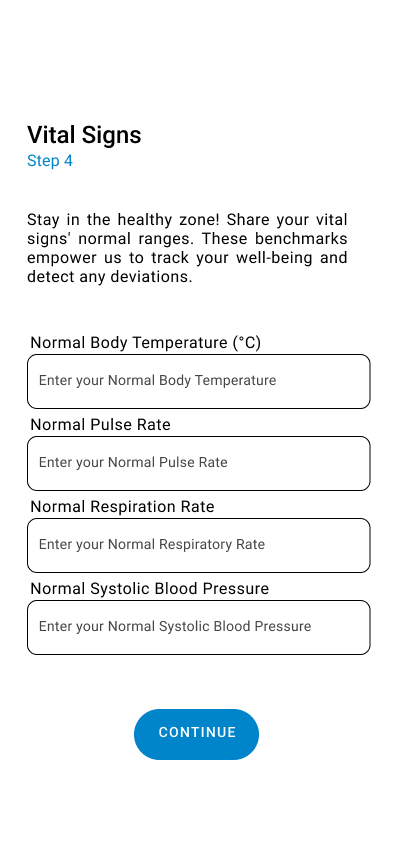 Vital Signs
Step 4
Stay in the healthy zone! Share your vital
signs' normal ranges. These benchmarks
empower us to track your well-being and
detect any deviations.
Normal Body Temperature (°C)
Enter your Normal Body Temperature
Normal Pulse Rate
Enter your Normal Pulse Rate
Normal Respiration Rate
Enter your Normal Respiratory Rate
Normal Systolic Blood Pressure
Enter your Normal Systolic Blood Pressure
CONTINUE